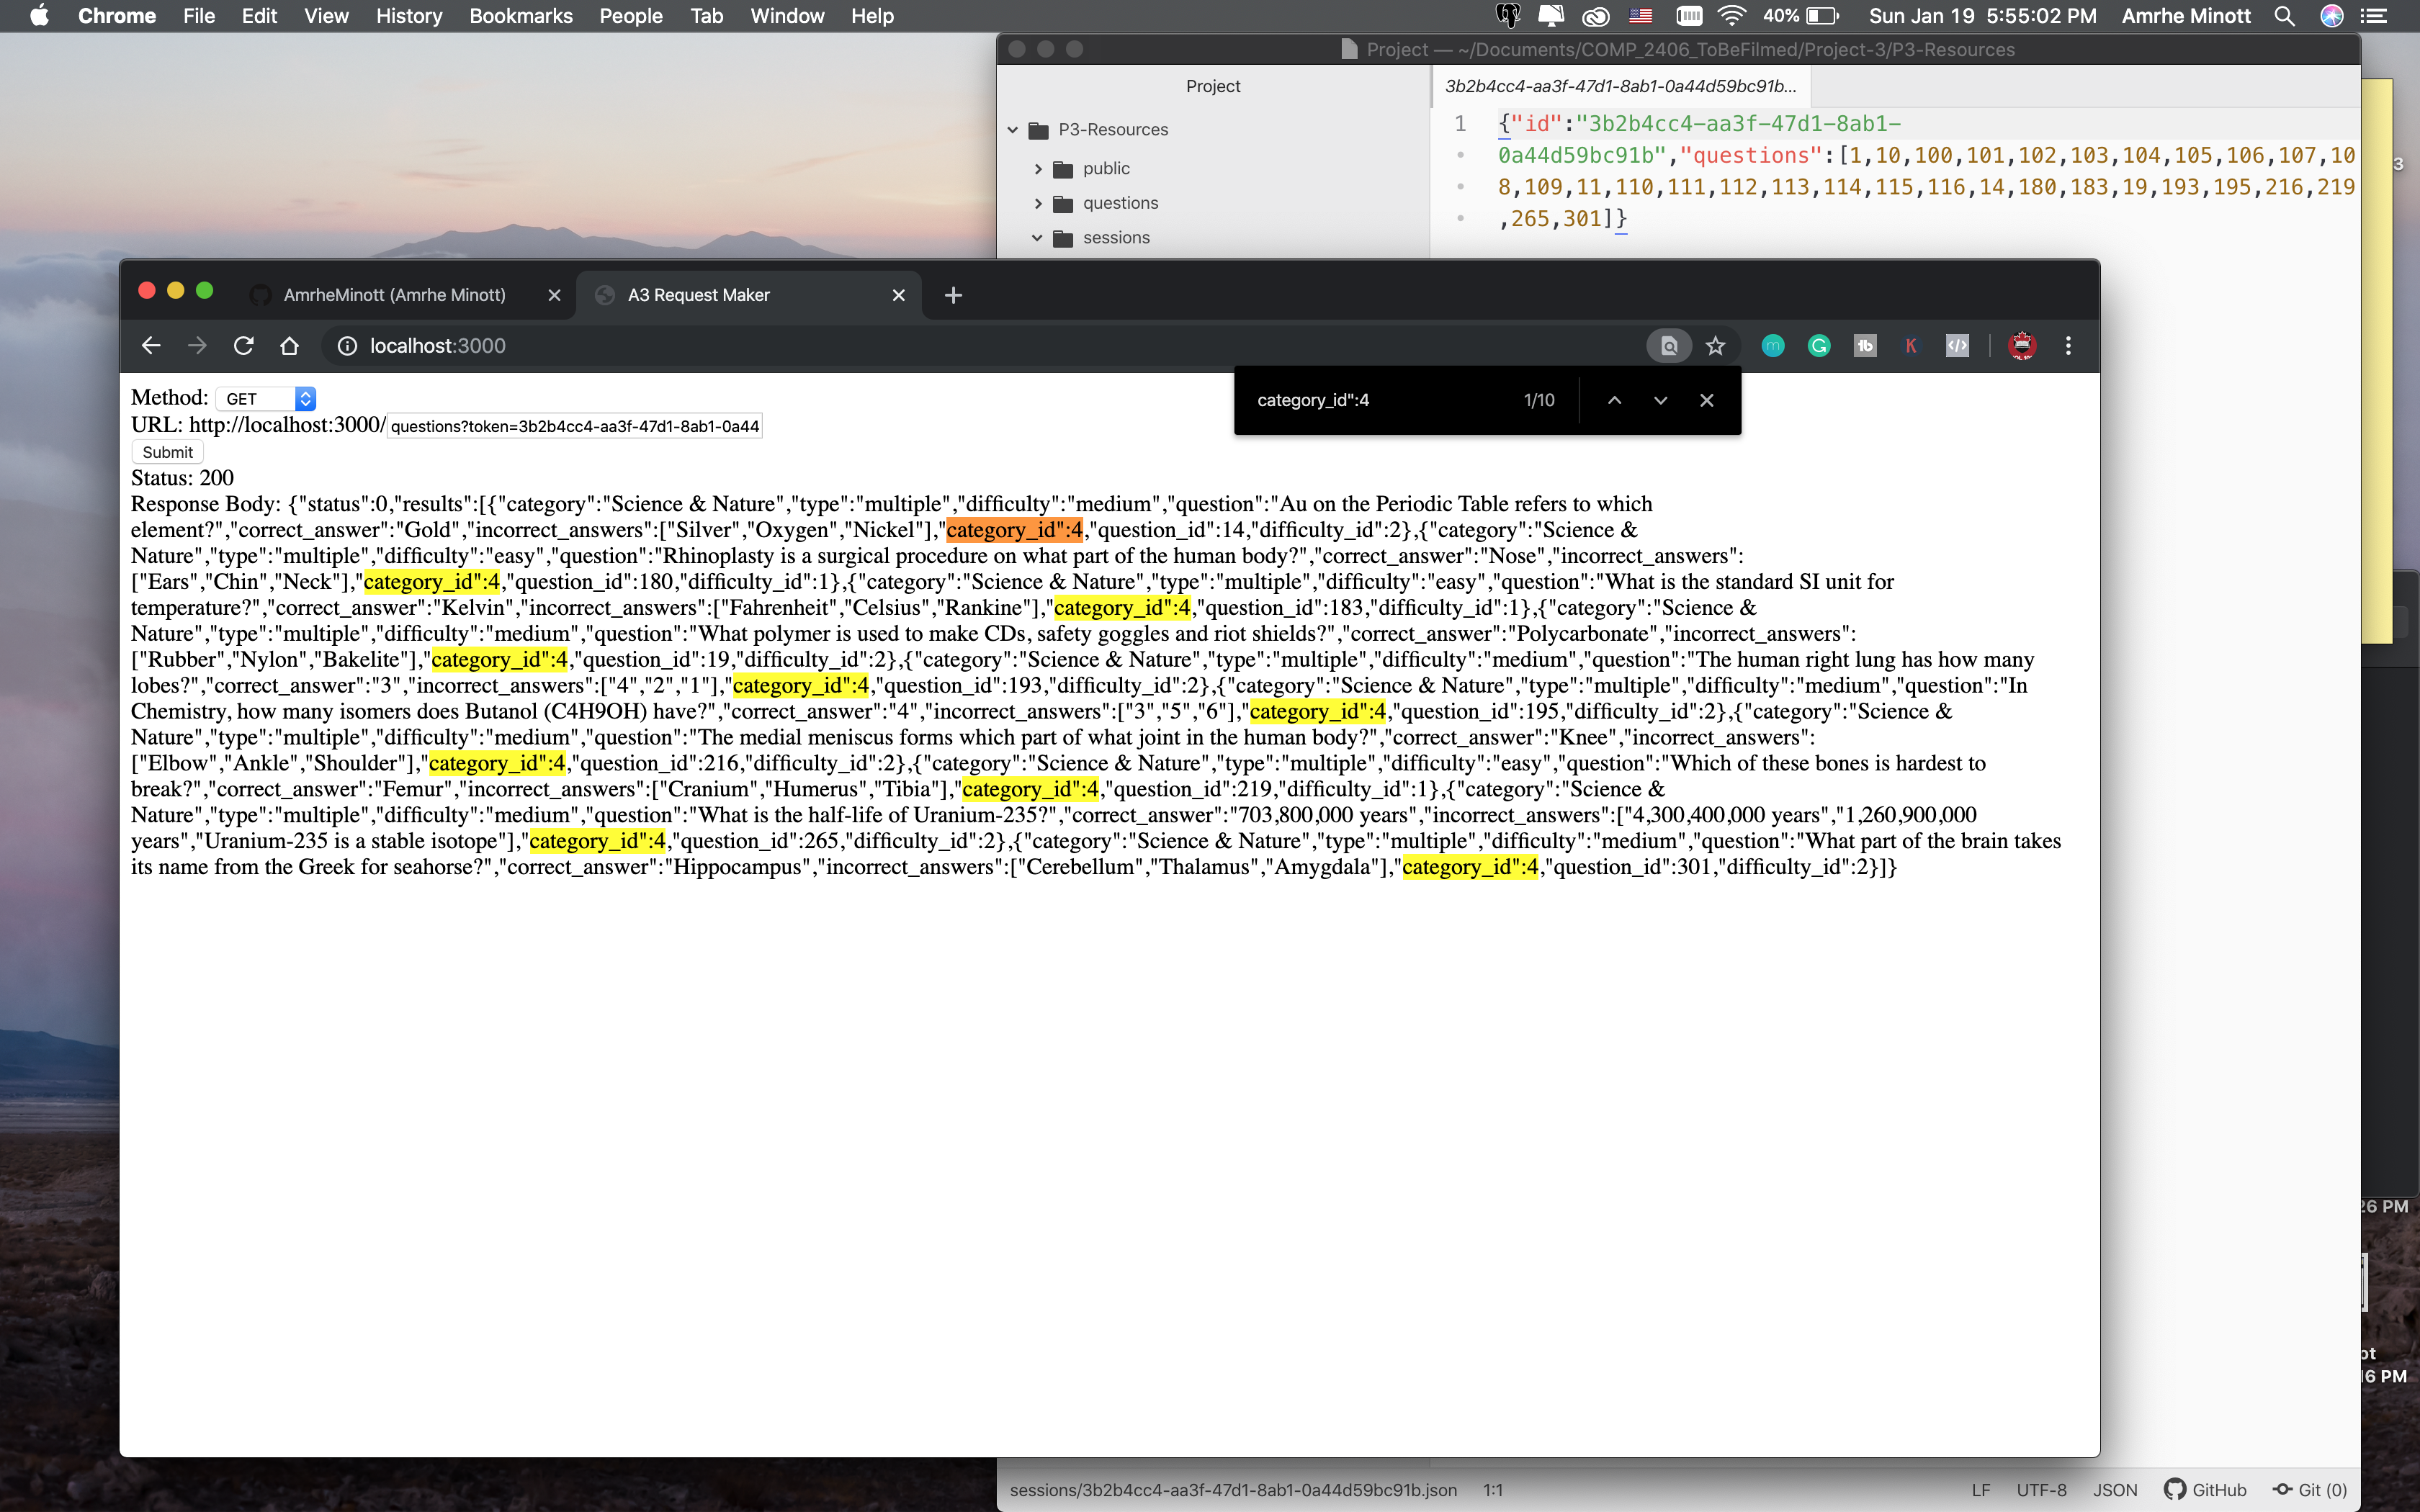 Chrome File Edit View History Bookmarks People Tab Window Help 40% Sun Jan 19 5:55:02 PM Amrhe Minott
Project — ~/Documents/COMP_2406_ToBeFilmed/Project-3/P3-Resources
Project
3b2b4cc4-aa3f-47d1-8ab1-0a44d59bc91b...
P3-Resources
public
questions
sessions
1 {"id":"3b2b4cc4-aa3f-47d1-8ab1-
0a44d59bc91b","questions":[1,10,100,101,102,103,104,105,106,107,10
8,109,11,110,111,112,113,114,115,116,14,180,183,19,193,195,216,219
,265,301]}
3
AmrheMinott (Amrhe Minott)
A3 Request Maker
localhost:3000
category_id":4 1/10
Method: GET
URL: http://localhost:3000/ questions?token=3b2b4cc4-aa3f-47d1-8ab1-0a44
Submit
Status: 200
Response Body: {"status":0,"results":[{"category":"Science & Nature","type":"multiple","difficulty":"medium","question":"Au on the Periodic Table refers to which
element?","correct_answer":"Gold","incorrect_answers":["Silver","Oxygen","Nickel"],"category_id":4,"question_id":14,"difficulty_id":2},{"category":"Science &
Nature","type":"multiple","difficulty":"easy","question":"Rhinoplasty is a surgical procedure on what part of the human body?","correct_answer":"Nose","incorrect_answers":
["Ears","Chin","Neck"],"category_id":4,"question_id":180,"difficulty_id":1},{"category":"Science & Nature","type":"multiple","difficulty":"easy","question":"What is the standard SI unit for
temperature?","correct_answer":"Kelvin","incorrect_answers":["Fahrenheit","Celsius","Rankine"],"category_id":4,"question_id":183,"difficulty_id":1},{"category":"Science &
Nature","type":"multiple","difficulty":"medium","question":"What polymer is used to make CDs, safety goggles and riot shields?","correct_answer":"Polycarbonate","incorrect_answers":
["Rubber","Nylon","Bakelite"],"category_id":4,"question_id":19,"difficulty_id":2},{"category":"Science & Nature","type":"multiple","difficulty":"medium","question":"The human right lung has how many
lobes?","correct_answer":"3","incorrect_answers":["4","2","1"],"category_id":4,"question_id":193,"difficulty_id":2},{"category":"Science & Nature","type":"multiple","difficulty":"medium","question":"In
Chemistry, how many isomers does Butanol (C4H9OH) have?","correct_answer":"4","incorrect_answers":["3","5","6"],"category_id":4,"question_id":195,"difficulty_id":2},{"category":"Science &
Nature","type":"multiple","difficulty":"medium","question":"The medial meniscus forms which part of what joint in the human body?","correct_answer":"Knee","incorrect_answers":
["Elbow","Ankle","Shoulder"],"category_id":4,"question_id":216,"difficulty_id":2},{"category":"Science & Nature","type":"multiple","difficulty":"easy","question":"Which of these bones is hardest to
break?","correct_answer":"Femur","incorrect_answers":["Cranium","Humerus","Tibia"],"category_id":4,"question_id":219,"difficulty_id":1},{"category":"Science &
Nature","type":"multiple","difficulty":"medium","question":"What is the half-life of Uranium-235?","correct_answer":"703,800,000 years","incorrect_answers":["4,300,400,000 years","1,260,900,000
years","Uranium-235 is a stable isotope"],"category_id":4,"question_id":265,"difficulty_id":2},{"category":"Science & Nature","type":"multiple","difficulty":"medium","question":"What part of the brain takes
its name from the Greek for seahorse?","correct_answer":"Hippocampus","incorrect_answers":["Cerebellum","Thalamus","Amygdala"],"category_id":4,"question_id":301,"difficulty_id":2}]}
26 PM
ot
16 PM
sessions/3b2b4cc4-aa3f-47d1-8ab1-0a44d59bc91b.json 1:1 LF UTF-8 JSON GitHub Git (0)